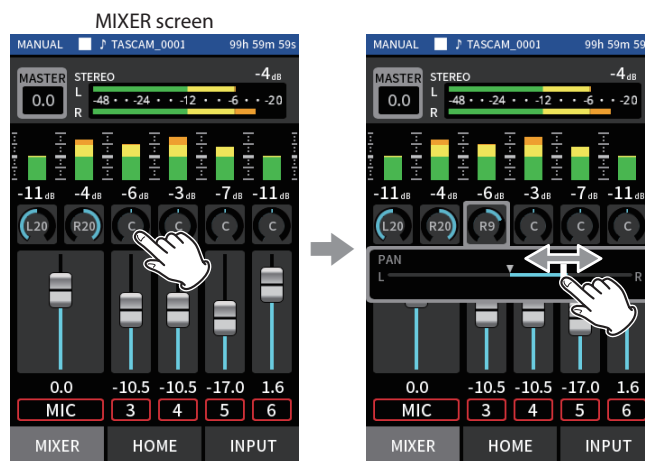 MIXER screen
MANUAL ♪ TASCAM_0001 99h 59m 59s
MASTER STEREO -4dB
0.0
L
-48 • • -24 • • -12 • • -6 • • -20
R
-11dB -4dB -6dB -3dB -7dB -11dB
L20 R20 C C C C
0.0 -10.5 -10.5 -17.0 1.6
MIC 3 4 5 6
MIXER HOME INPUT
MANUAL ♪ TASCAM_0001 99h 59m 59
MASTER STEREO -4dB
0.0
L
-48 • • -24 • • -12 • • -6 • • -20
R
-11dB -4dB -6dB -3dB -7dB -11dB
L20 R20 R9 C C C
PAN
L R
0.0 -10.5 -10.5 -17.0 1.6
MIC 3 4 5 6
MIXER HOME INPUT